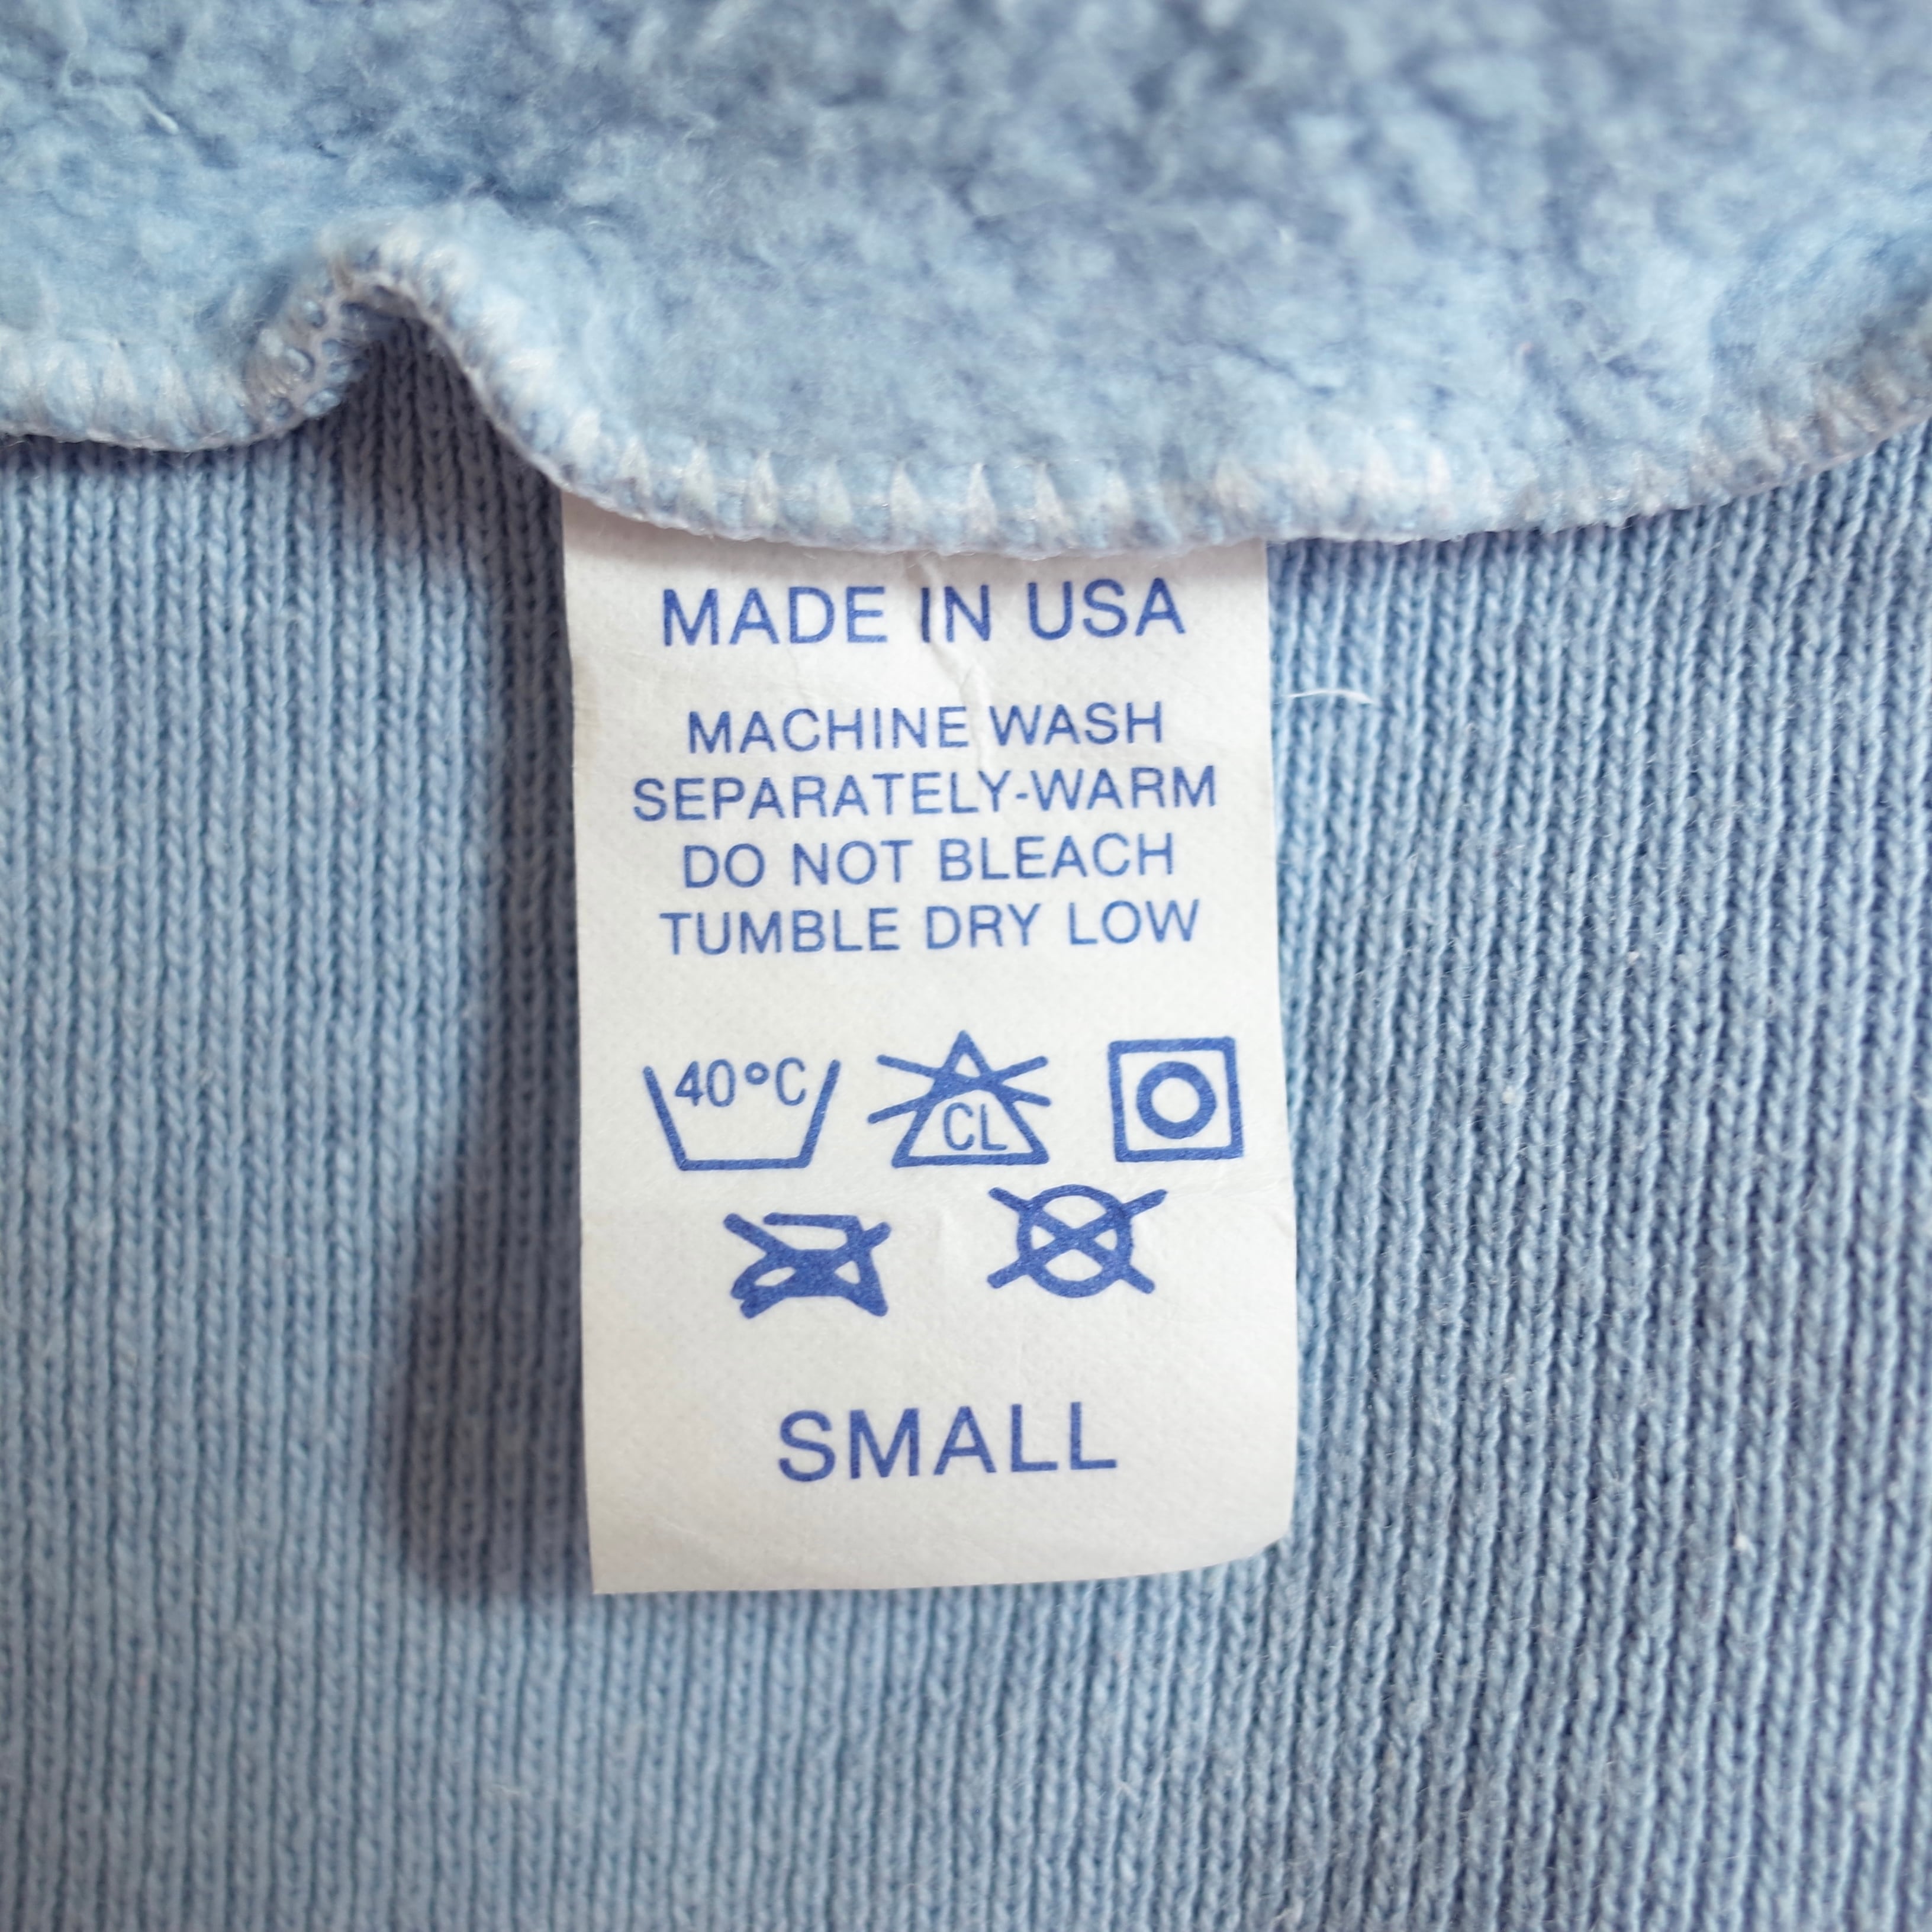 MADE IN USA
MACHINE WASH
SEPARATELY-WARM
DO NOT BLEACH
TUMBLE DRY LOW
40°C CL
SMALL